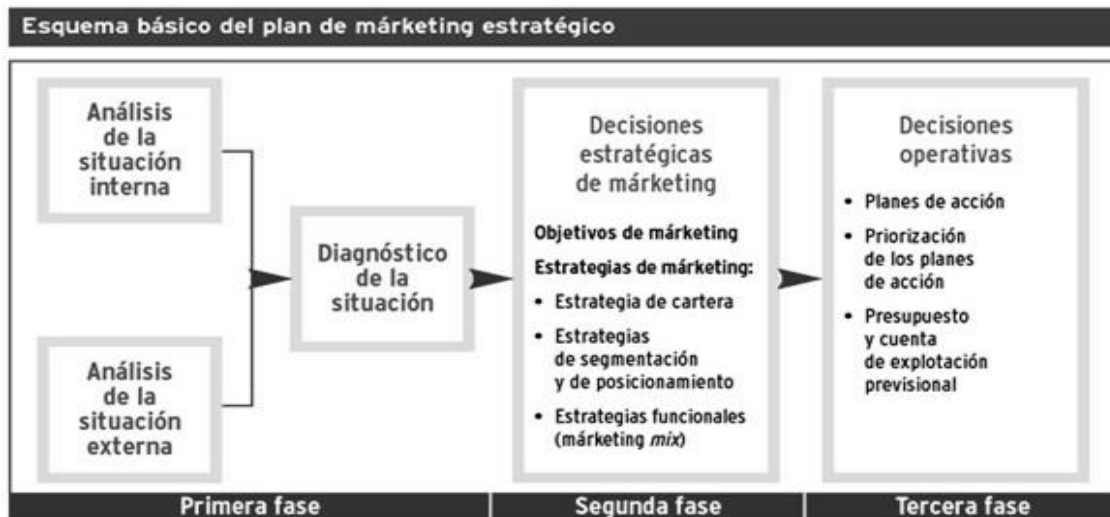 Esquema básico del plan de márketing estratégico
Análisis
de la
situación
interna
Análisis
de la
situación
externa
Diagnóstico
de la
situación
Decisiones
estratégicas
de márketing
Objetivos de márketing
Estrategias de márketing:
• Estrategia de cartera
• Estrategias
de segmentación
y de posicionamiento
• Estrategias funcionales
(márketing mix)
Decisiones
operativas
• Planes de acción
• Priorización
de los planes
de acción
• Presupuesto
y cuenta
de explotación
previsional
Primera fase
Segunda fase
Tercera fase